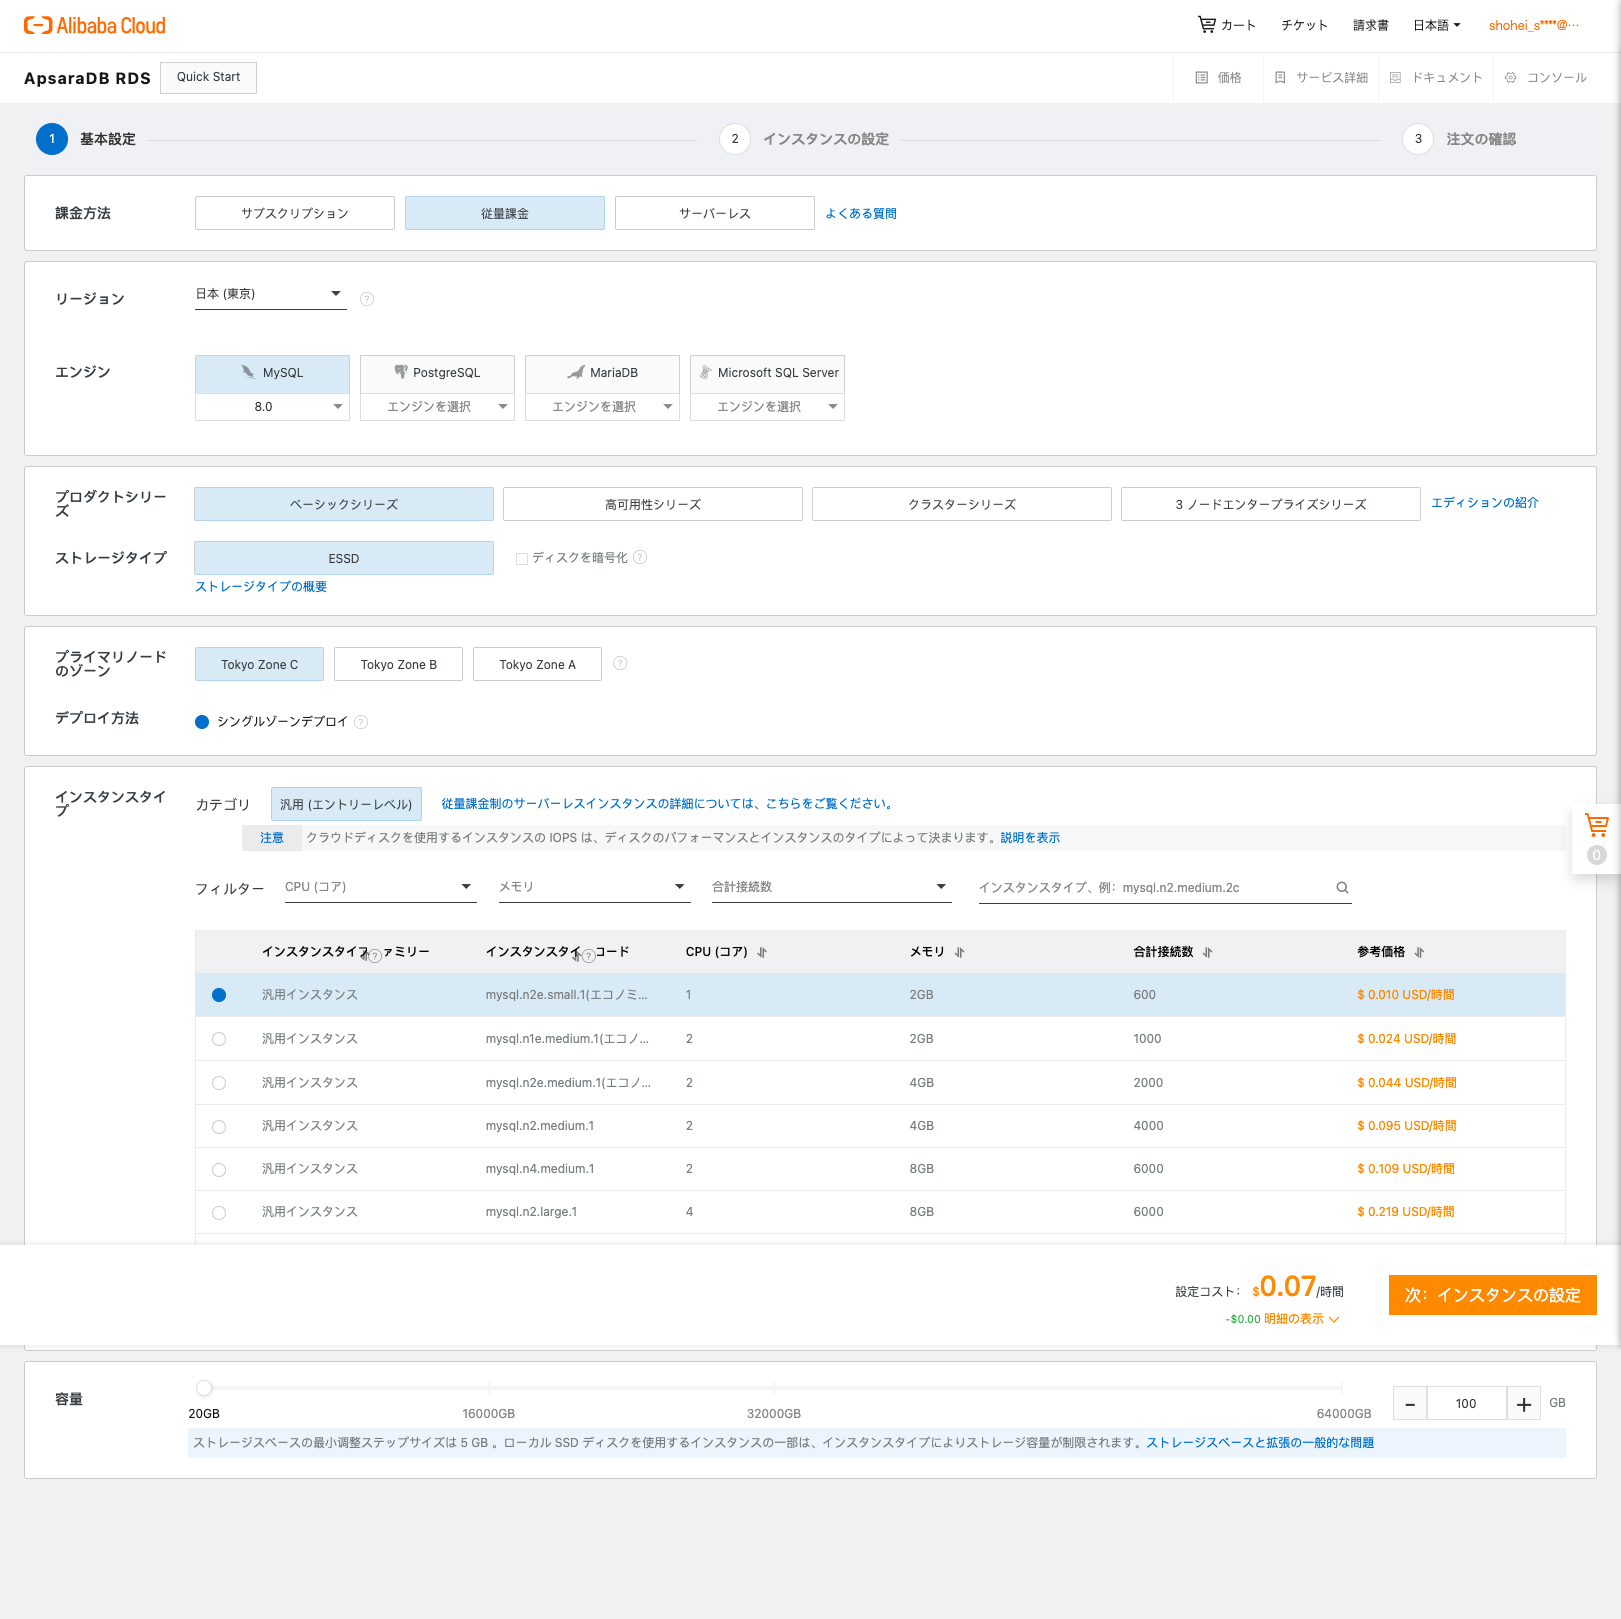 Alibaba Cloud
カート チケット 請求書 日本語 shohei_s****@···
ApsaraDB RDS Quick Start
価格 サービス詳細 ドキュメント コンソール
1 基本設定 2 インスタンスの設定 3 注文の確認
課金方法 サブスクリプション 従量課金 サーバーレス よくある質問
リージョン 日本 (東京) ?
エンジン MySQL PostgreSQL MariaDB Microsoft SQL Server
8.0 エンジンを選択 エンジンを選択 エンジンを選択
プロダクトシリーズ ベーシックシリーズ 高可用性シリーズ クラスターシリーズ 3 ノードエンタープライズシリーズ エディションの紹介
ストレージタイプ ESSD ディスクを暗号化 ?
ストレージタイプの概要
プライマリノードのゾーン Tokyo Zone C Tokyo Zone B Tokyo Zone A ?
デプロイ方法 シングルゾーンデプロイ ?
インスタンスタイプ カテゴリ 汎用 (エントリーレベル) 従量課金制のサーバーレスインスタンスの詳細については、こちらをご覧ください。
注意 クラウドディスクを使用するインスタンスの IOPS は、ディスクのパフォーマンスとインスタンスのタイプによって決まります。説明を表示
0
フィルター CPU (コア) メモリ 合計接続数 インスタンスタイプ、例：mysql.n2.medium.2c
インスタンスタイプ ? ァミリー インスタンスタイ ? コード CPU (コア) メモリ 合計接続数 参考価格
汎用インスタンス mysql.n2e.small.1(エコノミ... 1 2GB 600 $ 0.010 USD/時間
汎用インスタンス mysql.n1e.medium.1(エコノ... 2 2GB 1000 $ 0.024 USD/時間
汎用インスタンス mysql.n2e.medium.1(エコノ... 2 4GB 2000 $ 0.044 USD/時間
汎用インスタンス mysql.n2.medium.1 2 4GB 4000 $ 0.095 USD/時間
汎用インスタンス mysql.n4.medium.1 2 8GB 6000 $ 0.109 USD/時間
汎用インスタンス mysql.n2.large.1 4 8GB 6000 $ 0.219 USD/時間
設定コスト： $0.07/時間 次：インスタンスの設定
-$0.00 明細の表示
容量 − 100 + GB
20GB 16000GB 32000GB 64000GB
ストレージスペースの最小調整ステップサイズは 5 GB 。ローカル SSD ディスクを使用するインスタンスの一部は、インスタンスタイプによりストレージ容量が制限されます。ストレージスペースと拡張の一般的な問題